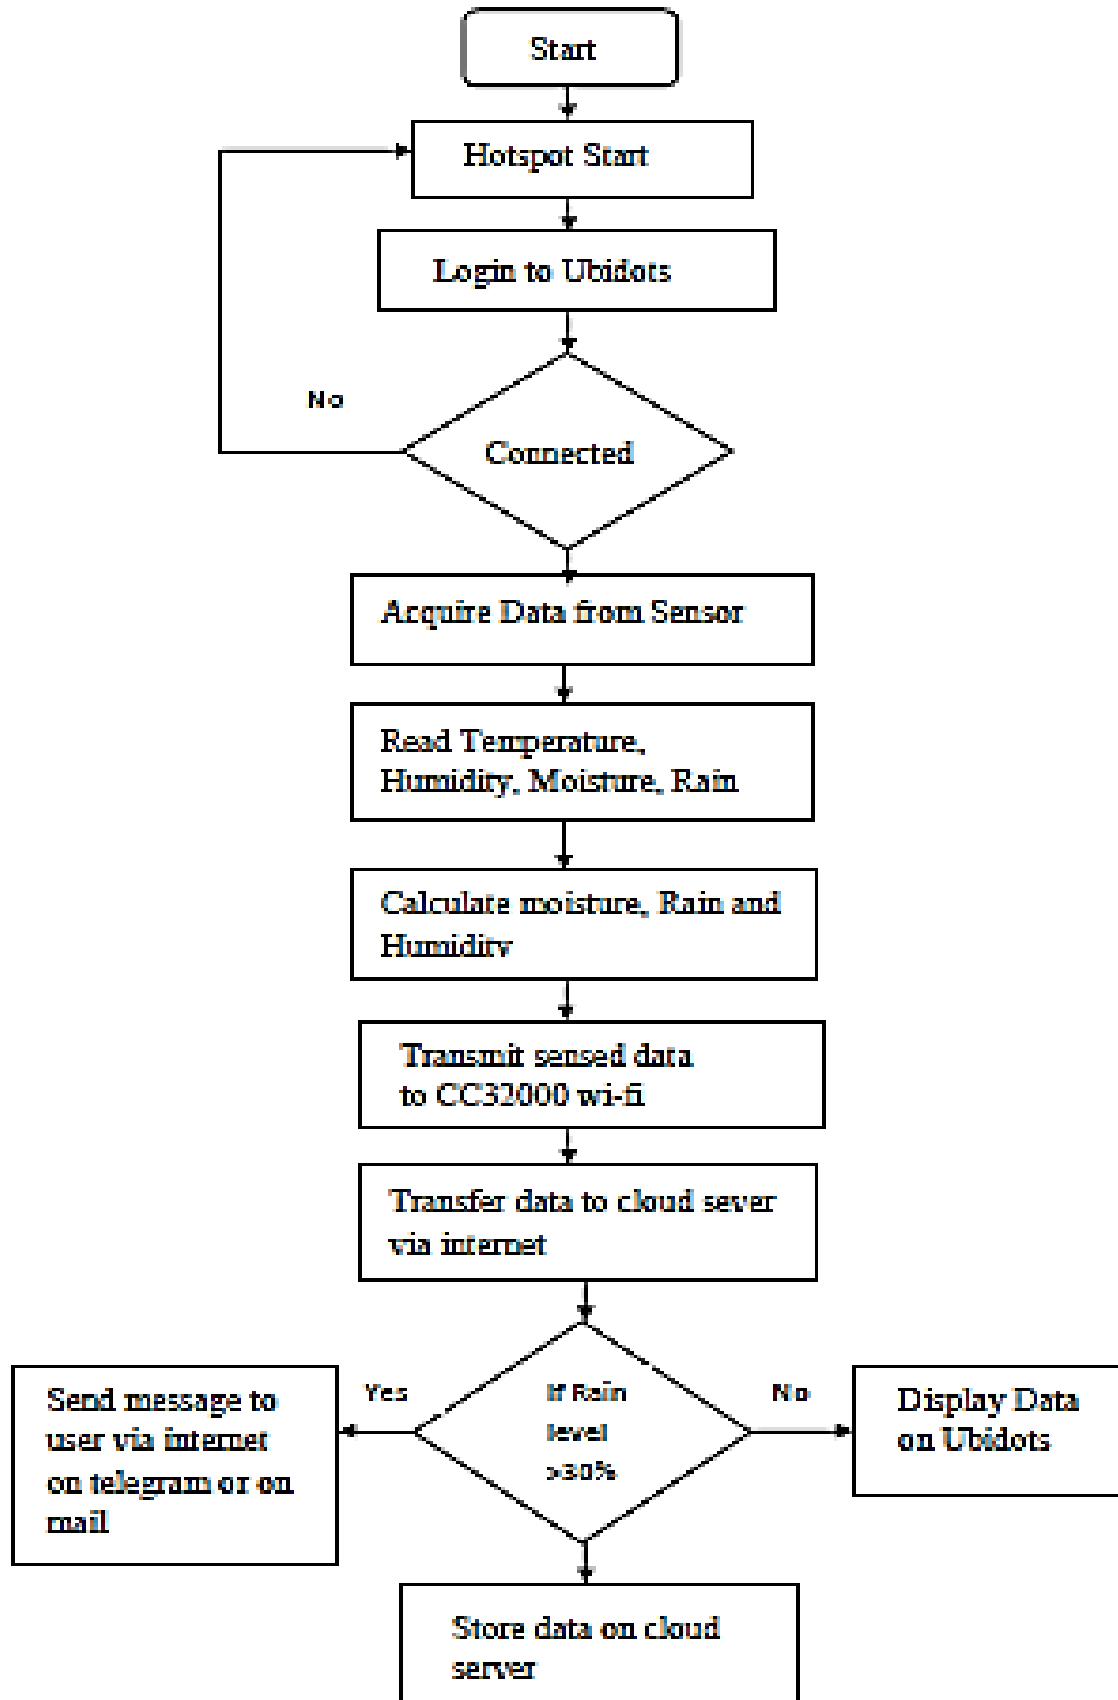 Start
Hotspot Start
Login to Ubidots
No
Connected
Acquire Data from Sensor
Read Temperature,
Humidity, Moisture, Rain
Calculate moisture, Rain and
Humidity
Transmit sensed data
to CC32000 wi-fi
Transfer data to cloud sever
via internet
Send message to
user via internet
on telegram or on
mail
Yes
If Rain
level
>30%
No
Display Data
on Ubidots
Store data on cloud
server